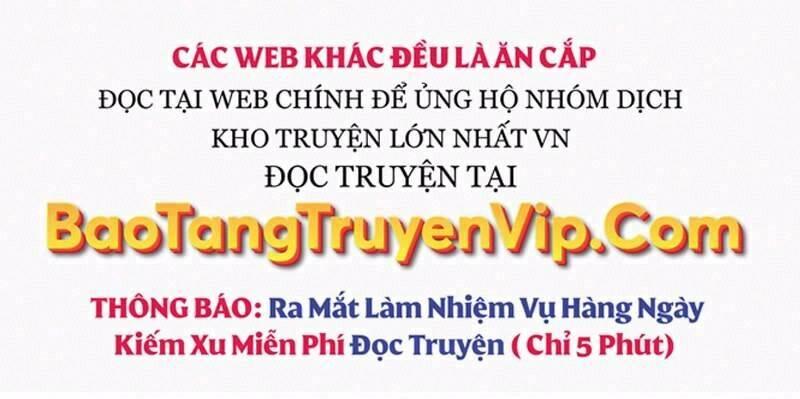 CÁC WEB KHÁC ĐỀU LÀ ĂN CẮP
ĐỌC TẠI WEB CHÍNH ĐỂ ỦNG HỘ NHÓM DỊCH
KHO TRUYỆN LỚN NHẤT VN
ĐỌC TRUYỆN TẠI
BaoTangTruyenVip.Com
THÔNG BÁO: Ra Mắt Làm Nhiệm Vụ Hàng Ngày
Kiếm Xu Miễn Phí Đọc Truyện ( Chỉ 5 Phút)